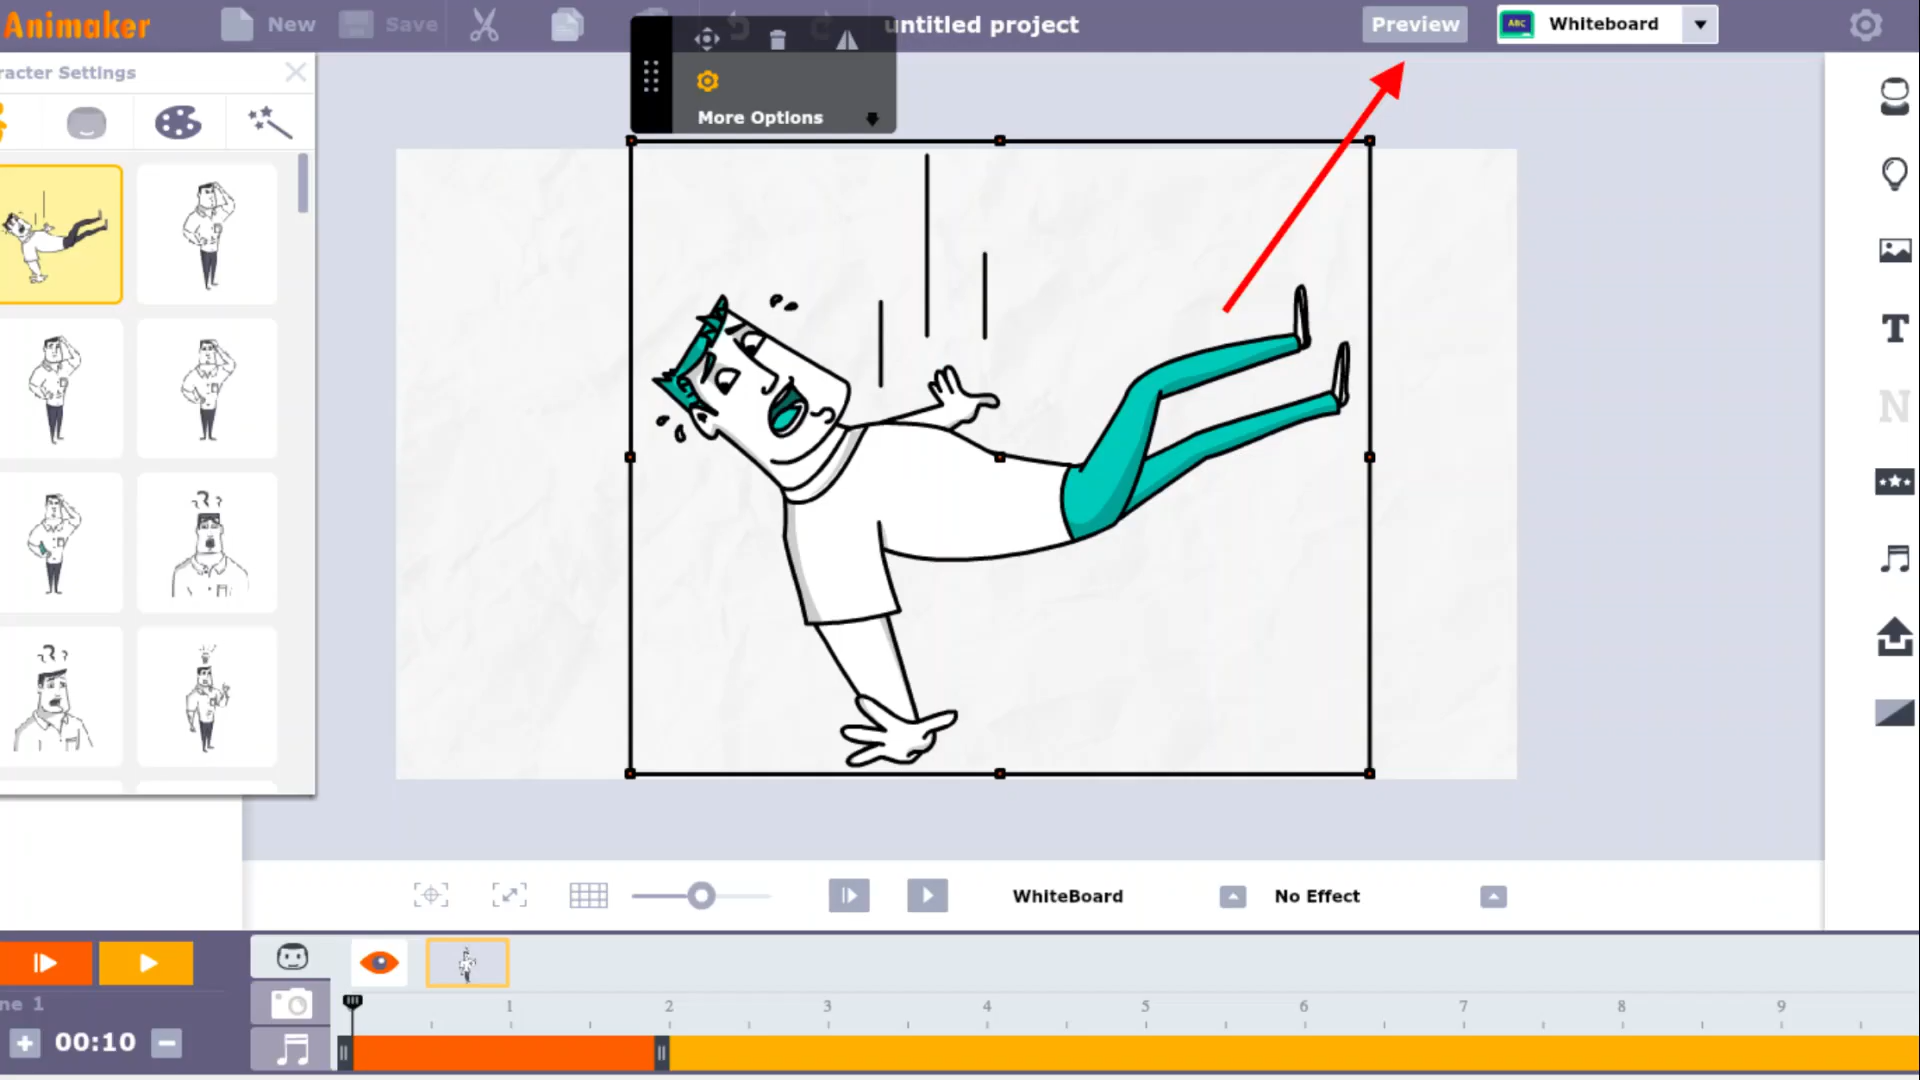 Animaker
New
Save
untitled project
Preview
ABC
Whiteboard
racter Settings
More Options
T
N
WhiteBoard
No Effect
ne 1
00:10
1 2 3 4 5 6 7 8 9